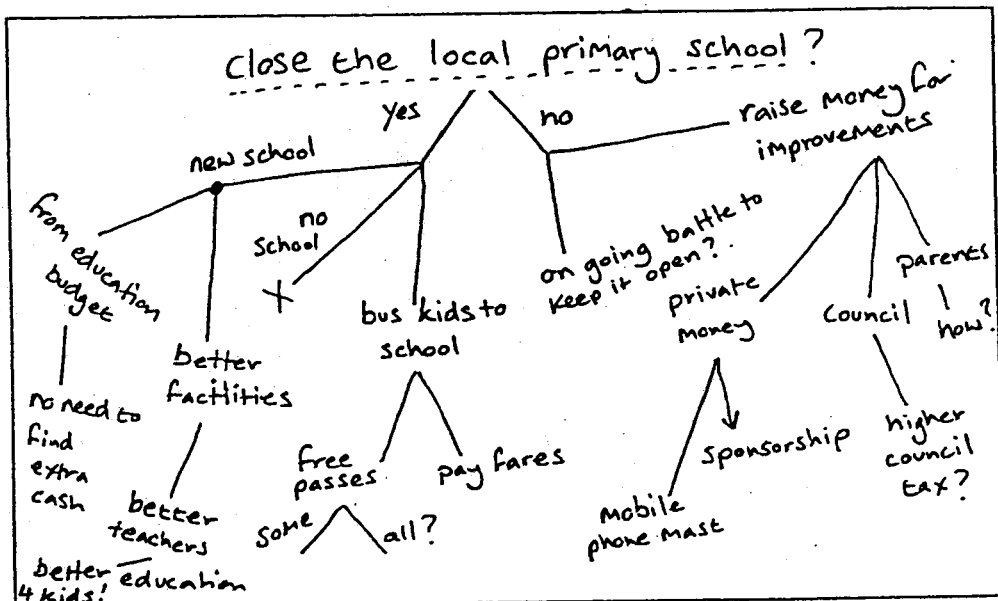 close the local primary school?
yes
no
raise money for
improvements
new school
from education
budget
no need to
find
extra
cash
better
facilities
better
teachers
better education
4 kids!
no
school
bus kids to
school
free
passes
some
all?
pay fares
on going battle to
keep it open?
private
money
mobile
phone mast
sponsorship
council
higher
council
tax?
parents
how?